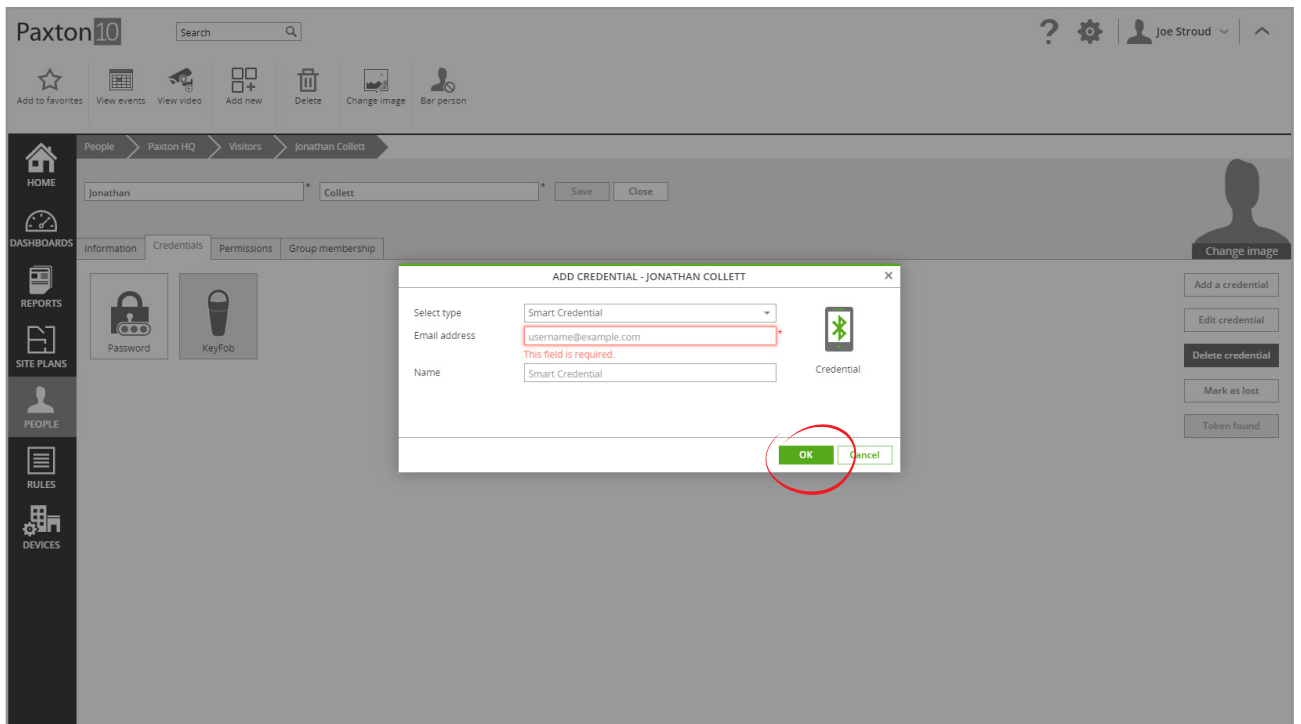 Paxton10
Search
Joe Stroud
Add to favorites
View events
View video
Add new
Delete
Change image
Bar person
People
Paxton HQ
Visitors
Jonathan Collett
HOME
DASHBOARDS
REPORTS
SITE PLANS
PEOPLE
RULES
DEVICES
Jonathan *
Collett *
Save
Close
Change image
Information
Credentials
Permissions
Group membership
Password
KeyFob
Add a credential
Edit credential
Delete credential
Mark as lost
Token found
ADD CREDENTIAL - JONATHAN COLLETT
Select type
Smart Credential
Email address
username@example.com *
This field is required.
Name
Smart Credential
Credential
OK
Cancel